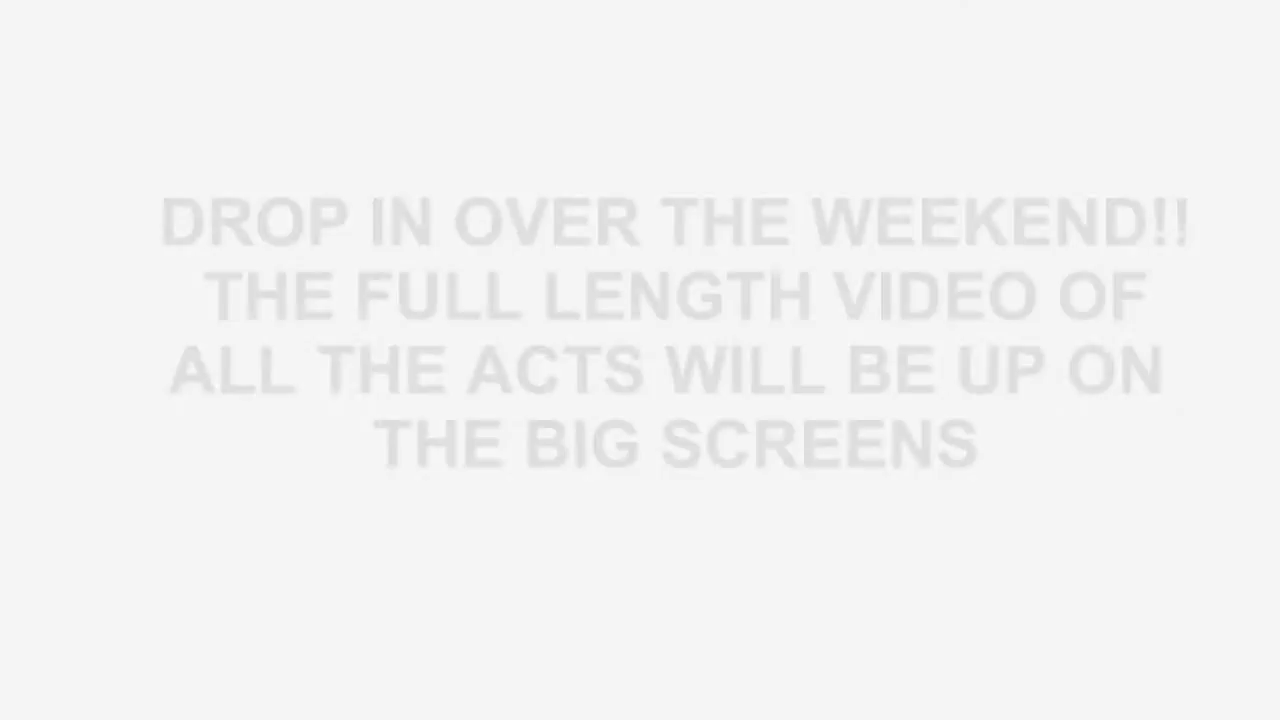 DROP IN OVER THE WEEKEND!!
THE FULL LENGTH VIDEO OF
ALL THE ACTS WILL BE UP ON
THE BIG SCREENS